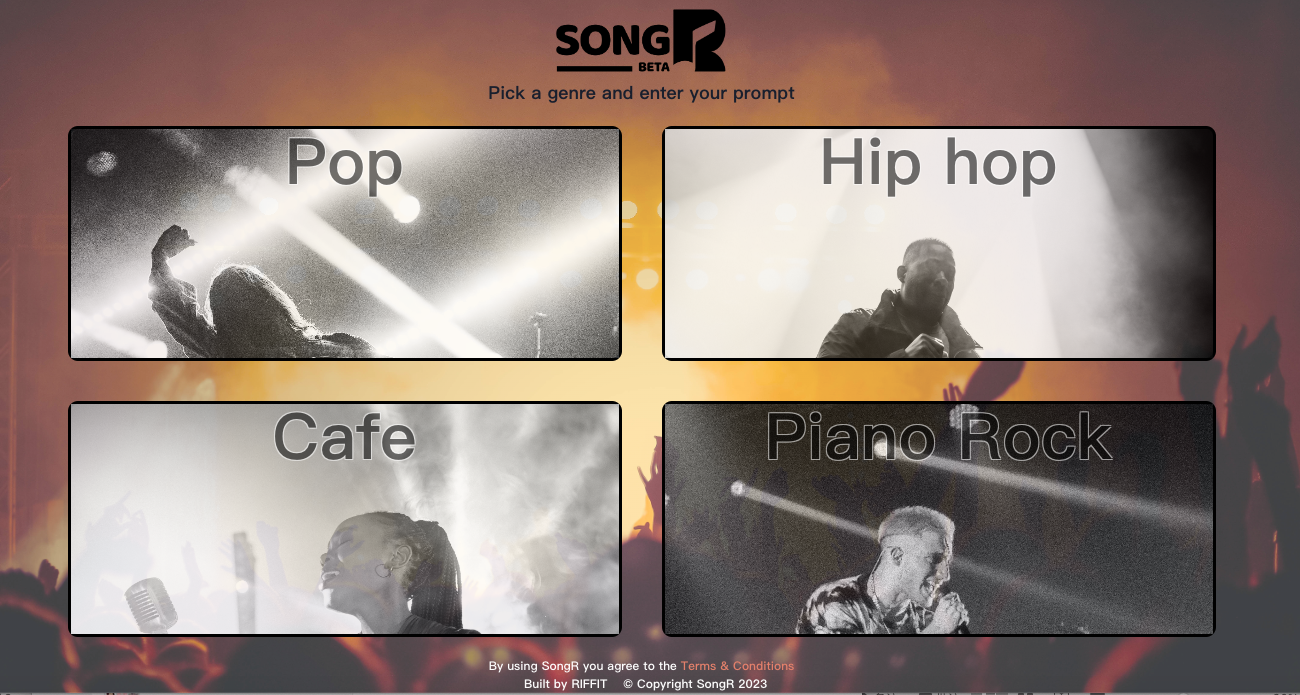 SONGR
BETA
Pick a genre and enter your prompt
Pop
Hip hop
Cafe
Piano Rock
By using SongR you agree to the Terms & Conditions
Built by RIFFIT © Copyright SongR 2023